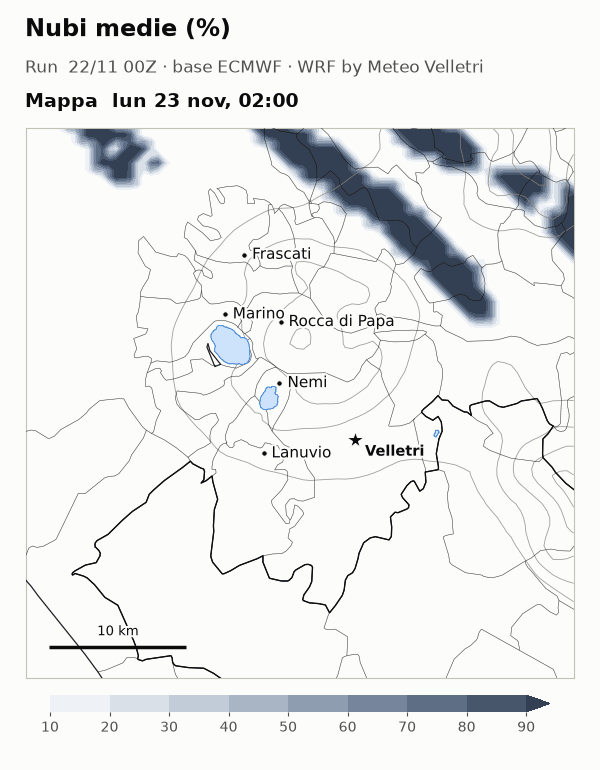 Nubi medie (%)
Run  22/11 00Z · base ECMWF · WRF by Meteo Velletri
Mappa  lun 23 nov, 02:00
Frascati
Marino
Rocca di Papa
Nemi
Velletri
Lanuvio
10 km
10 20 30 40 50 60 70 80 90